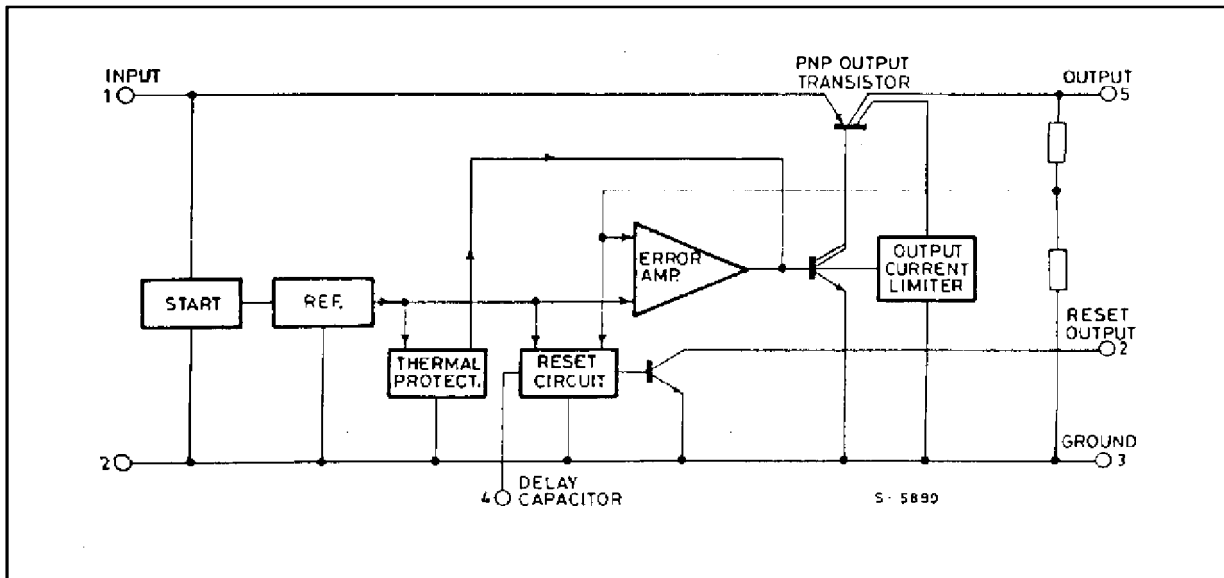 INPUT
1
PNP OUTPUT
TRANSISTOR
OUTPUT
5
ERROR
AMP.
OUTPUT
CURRENT
LIMITER
START
REF.
THERMAL
PROTECT.
RESET
CIRCUIT
RESET
OUTPUT
2
2
GROUND
3
4
DELAY
CAPACITOR
S-5890